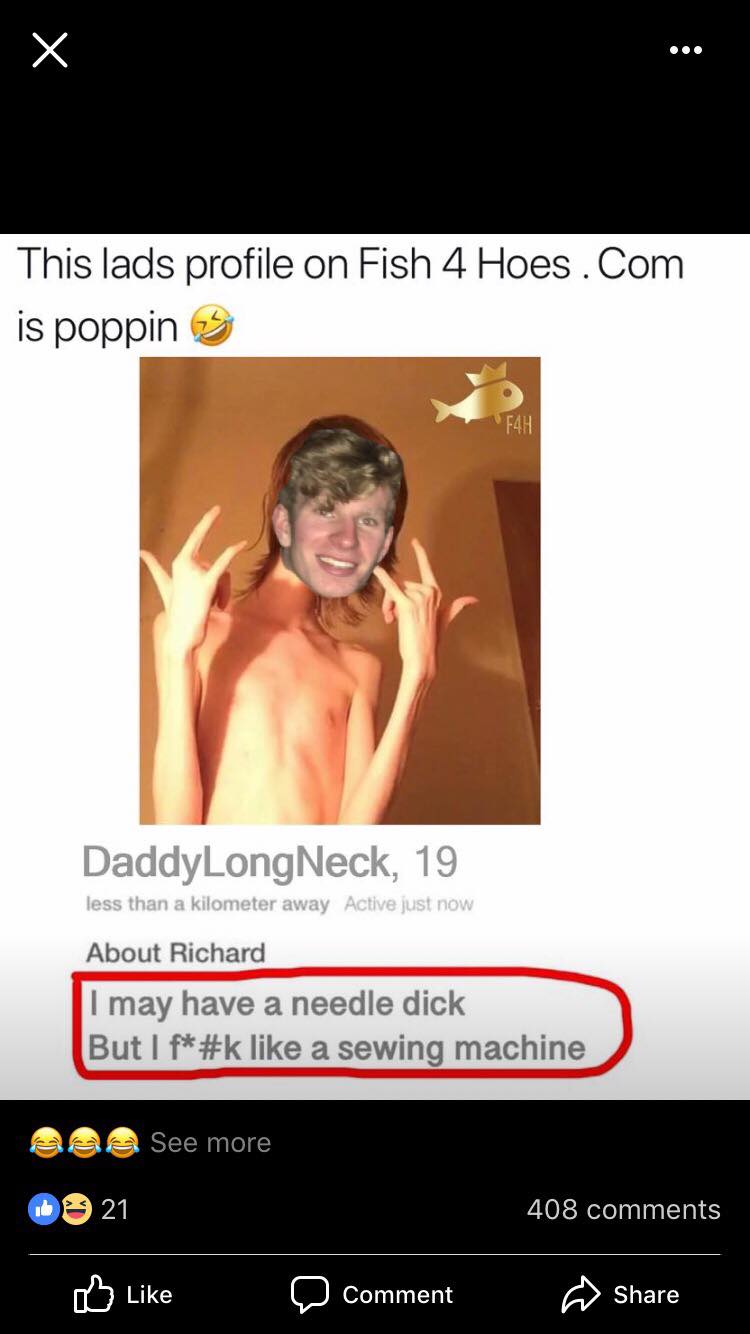 This lads profile on Fish 4 Hoes . Com
is poppin 🤣
F4H
DaddyLongNeck, 19
less than a kilometer away Active just now
About Richard
I may have a needle dick
But I f*#k like a sewing machine
😂😂😂 See more
21
408 comments
Like
Comment
Share